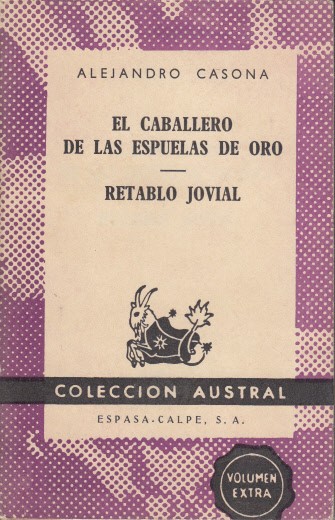 ALEJANDRO CASONA
EL CABALLERO
DE LAS ESPUELAS DE ORO
RETABLO JOVIAL
COLECCION AUSTRAL
ESPASA-CALPE, S. A.
VOLUMEN
EXTRA